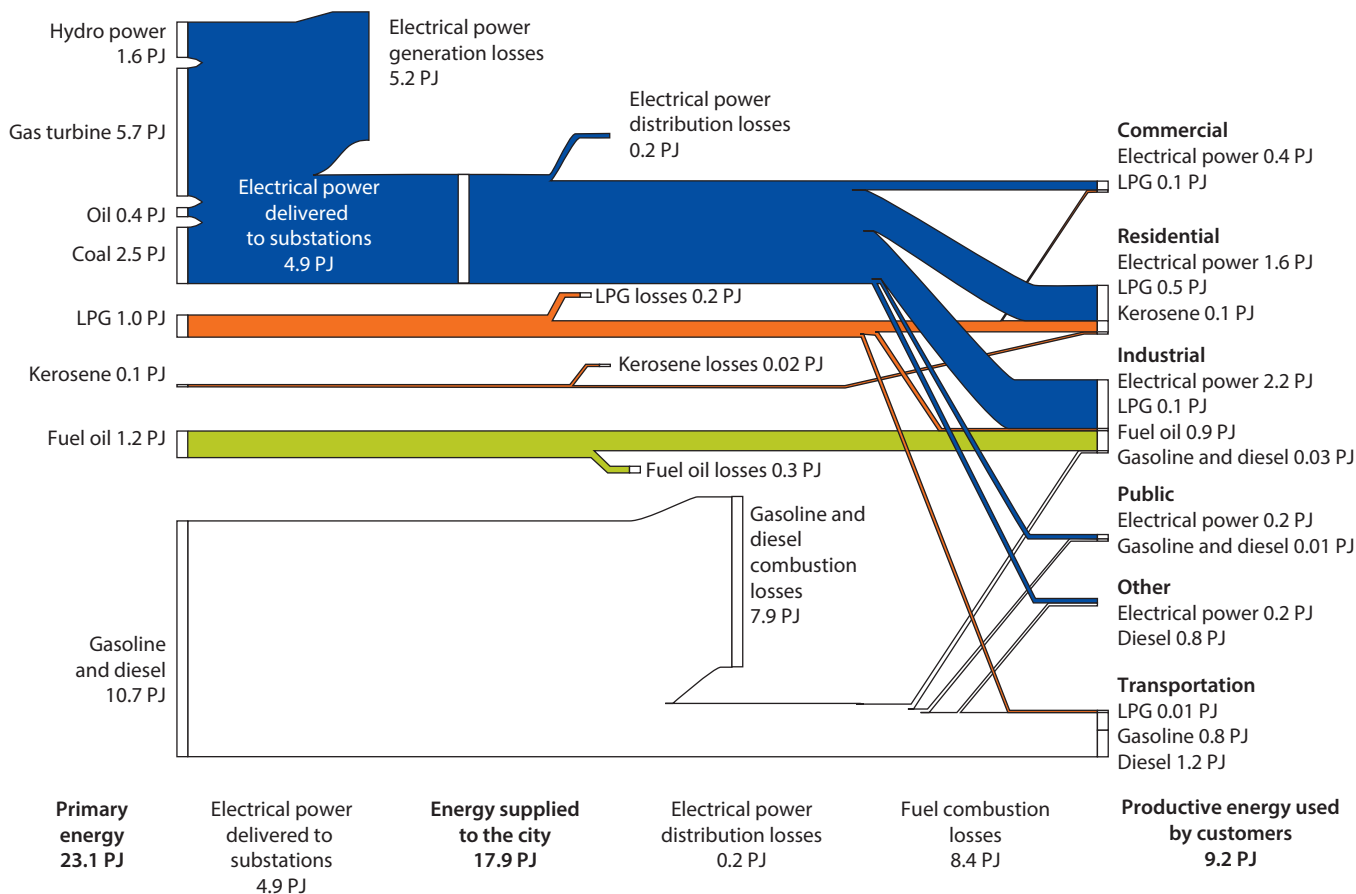 Hydro power
1.6 PJ
Gas turbine 5.7 PJ
Oil 0.4 PJ
Coal 2.5 PJ
LPG 1.0 PJ
Kerosene 0.1 PJ
Fuel oil 1.2 PJ
Gasoline
and diesel
10.7 PJ
Electrical power
generation losses
5.2 PJ
Electrical power
delivered
to substations
4.9 PJ
Electrical power
distribution losses
0.2 PJ
LPG losses 0.2 PJ
Kerosene losses 0.02 PJ
Fuel oil losses 0.3 PJ
Gasoline and
diesel
combustion
losses
7.9 PJ
Commercial
Electrical power 0.4 PJ
LPG 0.1 PJ
Residential
Electrical power 1.6 PJ
LPG 0.5 PJ
Kerosene 0.1 PJ
Industrial
Electrical power 2.2 PJ
LPG 0.1 PJ
Fuel oil 0.9 PJ
Gasoline and diesel 0.03 PJ
Public
Electrical power 0.2 PJ
Gasoline and diesel 0.01 PJ
Other
Electrical power 0.2 PJ
Diesel 0.8 PJ
Transportation
LPG 0.01 PJ
Gasoline 0.8 PJ
Diesel 1.2 PJ
Primary
energy
23.1 PJ
Electrical power
delivered to
substations
4.9 PJ
Energy supplied
to the city
17.9 PJ
Electrical power
distribution losses
0.2 PJ
Fuel combustion
losses
8.4 PJ
Productive energy used
by customers
9.2 PJ